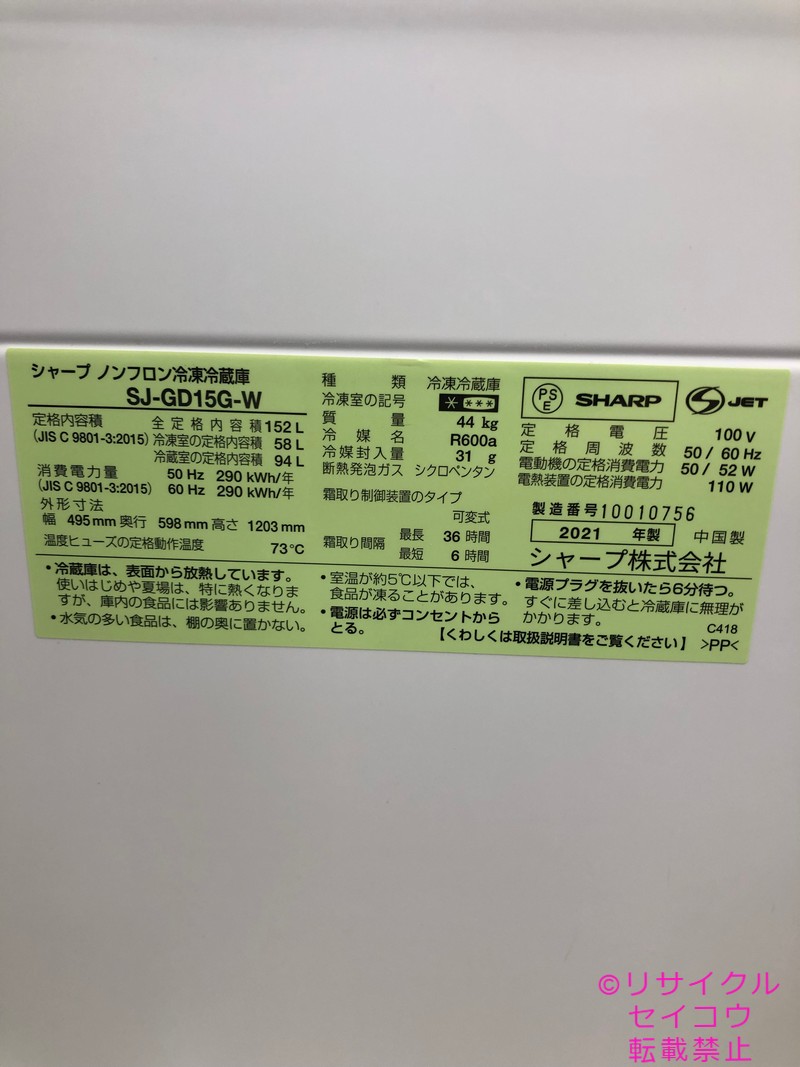 シャープ ノンフロン冷凍冷蔵庫
SJ-GD15G-W
定格内容積
(JIS C 9801-3:2015)
全定格内容積 152 L
冷凍室の定格内容積 58 L
冷蔵室の定格内容積 94 L
消費電力量
(JIS C 9801-3:2015)
50 Hz 290 kWh/年
60 Hz 290 kWh/年
外形寸法
幅 495mm 奥行 598mm 高さ 1203mm
温度ヒューズの定格動作温度 73℃
種類 冷凍冷蔵庫
冷凍室の記号 * ***
質量 44 kg
冷媒名 R600a
冷媒封入量 31 g
断熱発泡ガス シクロペンタン
霜取り制御装置のタイプ
可変式
霜取り間隔
最長 36 時間
最短 6 時間
PSE SHARP S JET
定格電圧 100 V
定格周波数 50 / 60 Hz
電動機の定格消費電力 50 / 52 W
電熱装置の定格消費電力 110 W
製造番号 10010756
2021 年製 中国製
シャープ株式会社
・冷蔵庫は、表面から放熱しています。
使いはじめや夏場は、特に熱くなりま
すが、庫内の食品には影響ありません。
・水気の多い食品は、棚の奥に置かない。
・室温が約5℃以下では、
食品が凍ることがあります。
・電源は必ずコンセントから
とる。
・電源プラグを抜いたら6分待つ。
すぐに差し込むと冷蔵庫に無理が
かかります。
C418
【くわしくは取扱説明書をご覧ください】 >PP<
©リサイクル
セイコウ
転載禁止